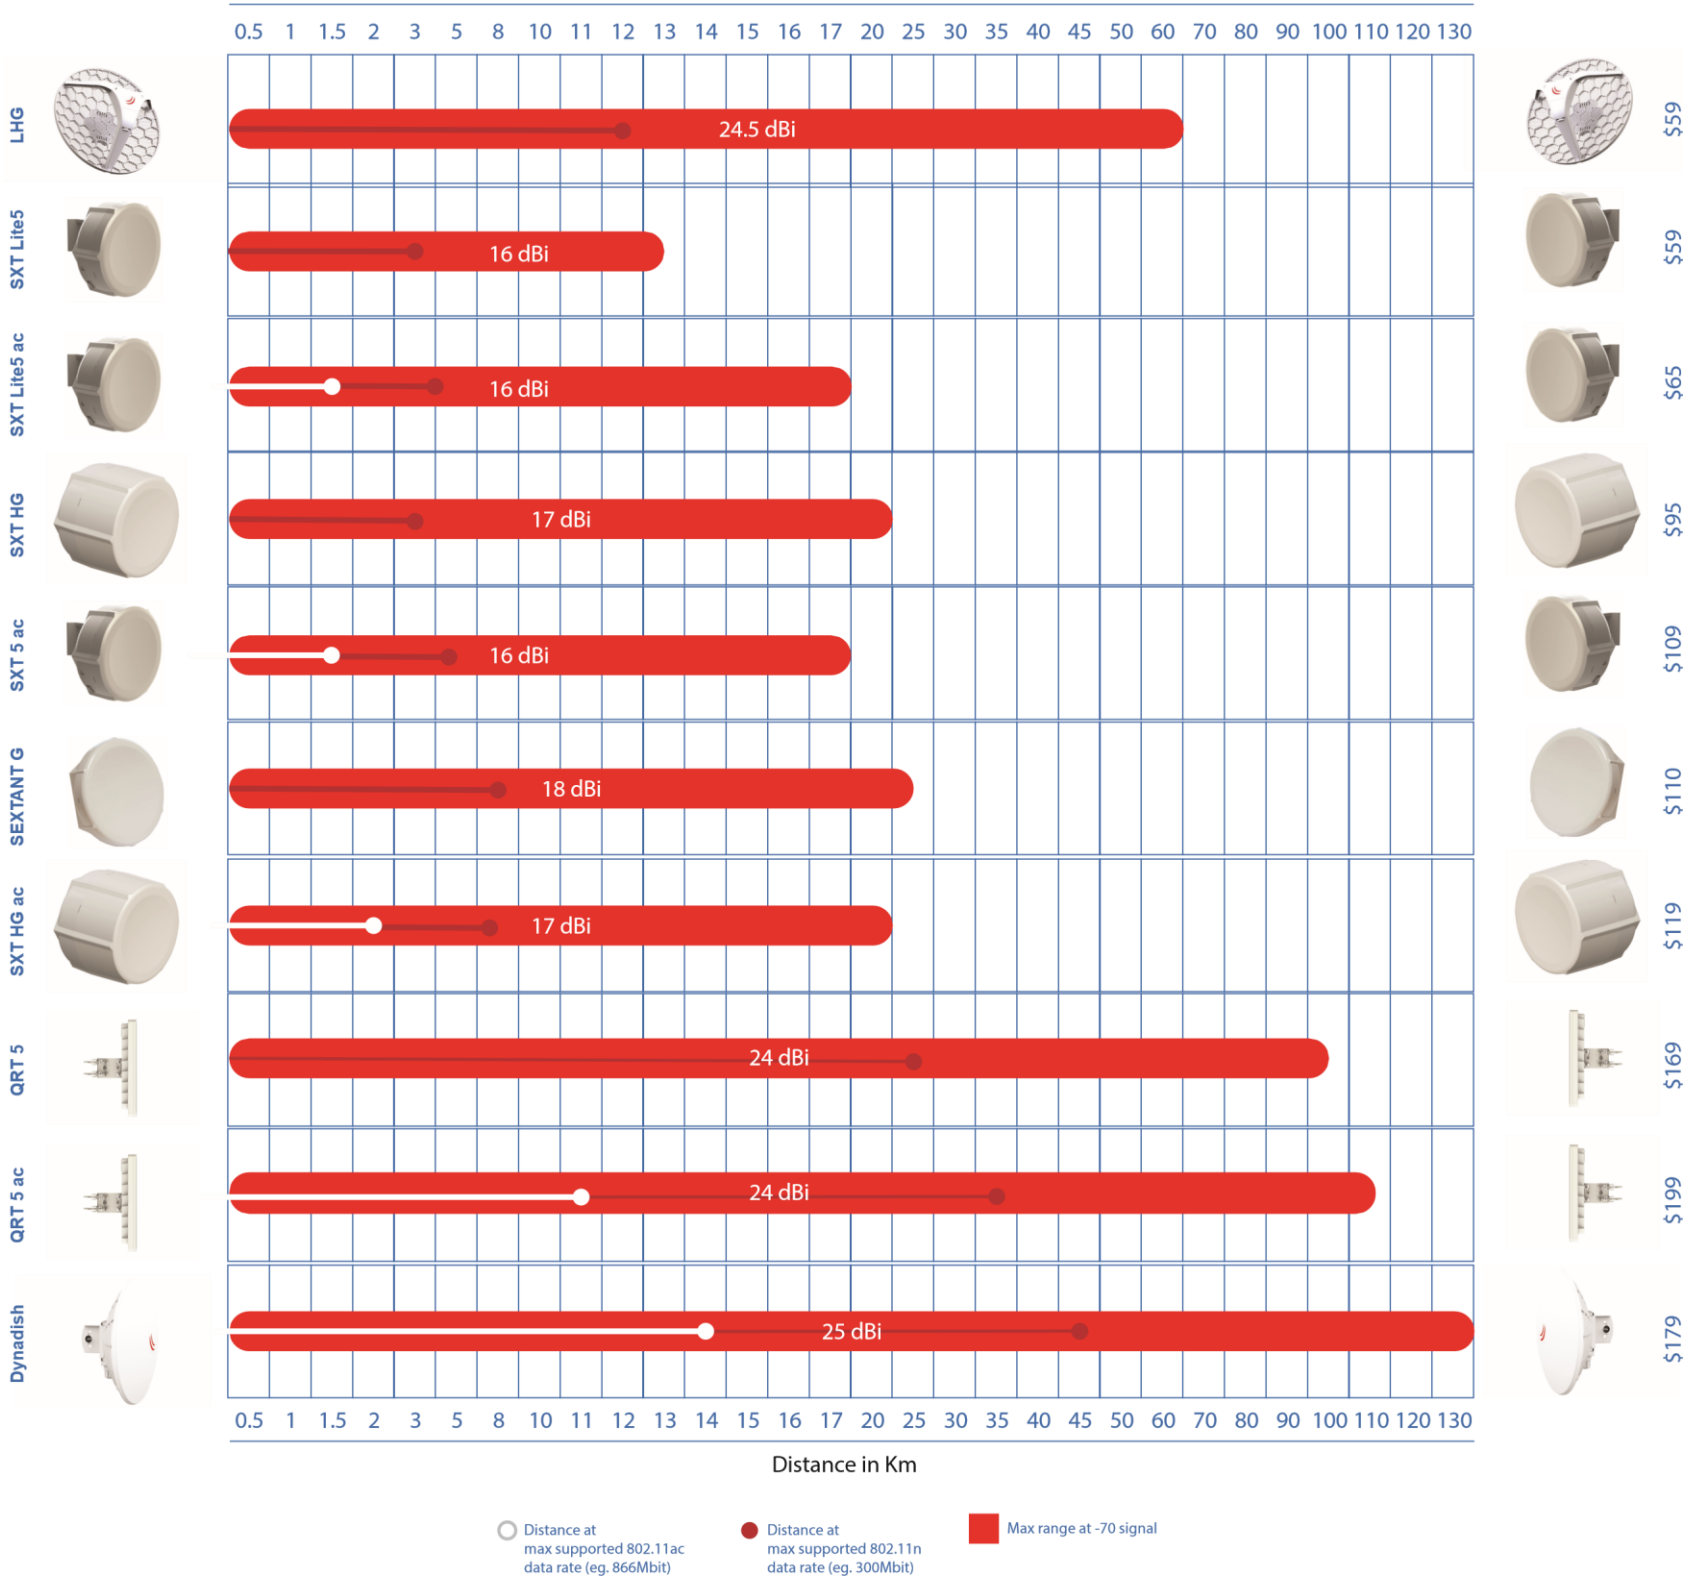 0.5 1 1.5 2 3 5 8 10 11 12 13 14 15 16 17 20 25 30 35 40 45 50 60 70 80 90 100 110 120 130
LHG 24.5 dBi $59
SXT Lite5 16 dBi $59
SXT Lite5 ac 16 dBi $65
SXT HG 17 dBi $95
SXT 5 ac 16 dBi $109
SEXTANT G 18 dBi $110
SXT HG ac 17 dBi $119
QRT 5 24 dBi $169
QRT 5 ac 24 dBi $199
Dynadish 25 dBi $179
0.5 1 1.5 2 3 5 8 10 11 12 13 14 15 16 17 20 25 30 35 40 45 50 60 70 80 90 100 110 120 130
Distance in Km
Distance at
max supported 802.11ac
data rate (eg. 866Mbit)
Distance at
max supported 802.11n
data rate (eg. 300Mbit)
Max range at -70 signal